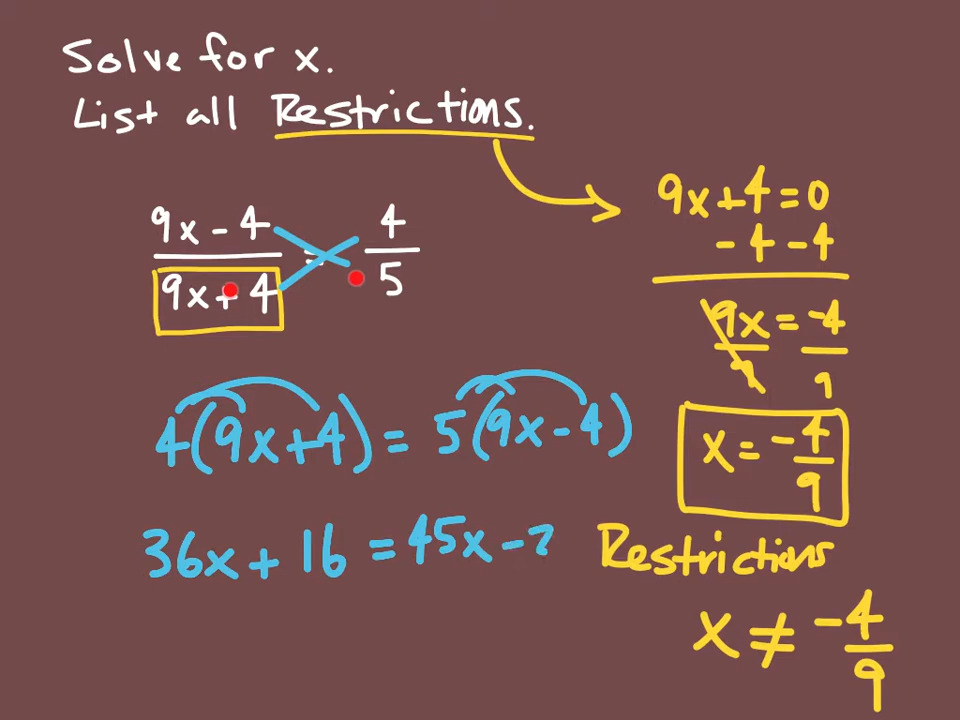 Solve for x.
List all Restrictions.
9x - 4 / 9x + 4 = 4 / 5
4(9x+4) = 5(9x-4)
36x + 16 = 45x - 2
9x+4=0
-4 -4
9x = -4
9 9
x = -4/9
Restrictions
x ≠ -4/9